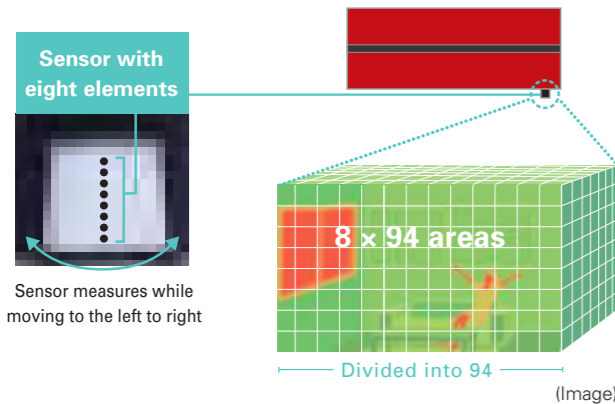 Sensor with
eight elements
8 × 94 areas
Sensor measures while
moving to the left to right
Divided into 94
(Image)